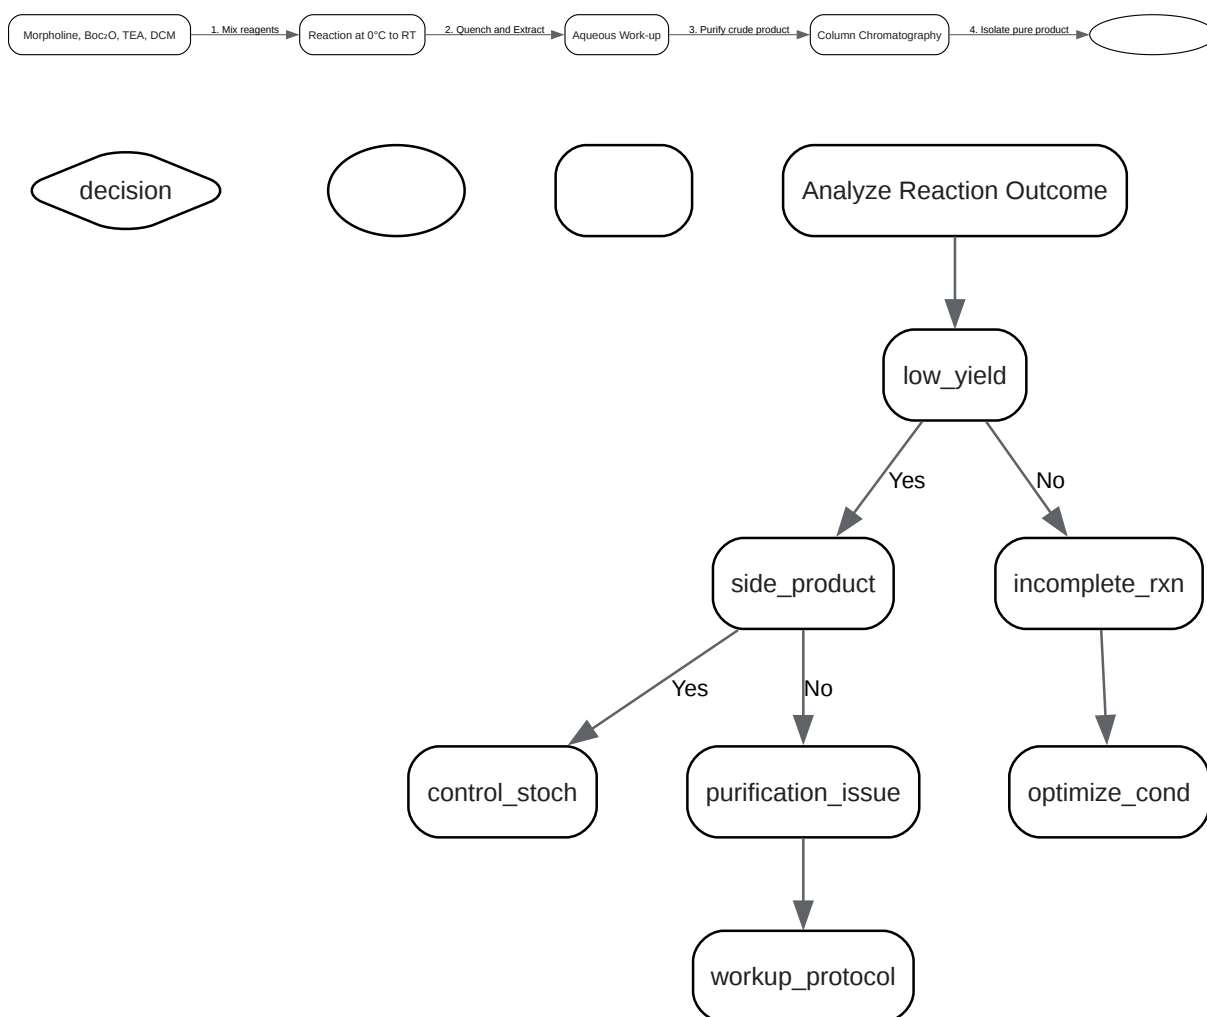 Morpholine, Boc₂O, TEA, DCM
1. Mix reagents
Reaction at 0°C to RT
2. Quench and Extract
Aqueous Work-up
3. Purify crude product
Column Chromatography
4. Isolate pure product
decision
Analyze Reaction Outcome
low_yield
Yes
No
side_product
incomplete_rxn
Yes
No
control_stoch
purification_issue
optimize_cond
workup_protocol